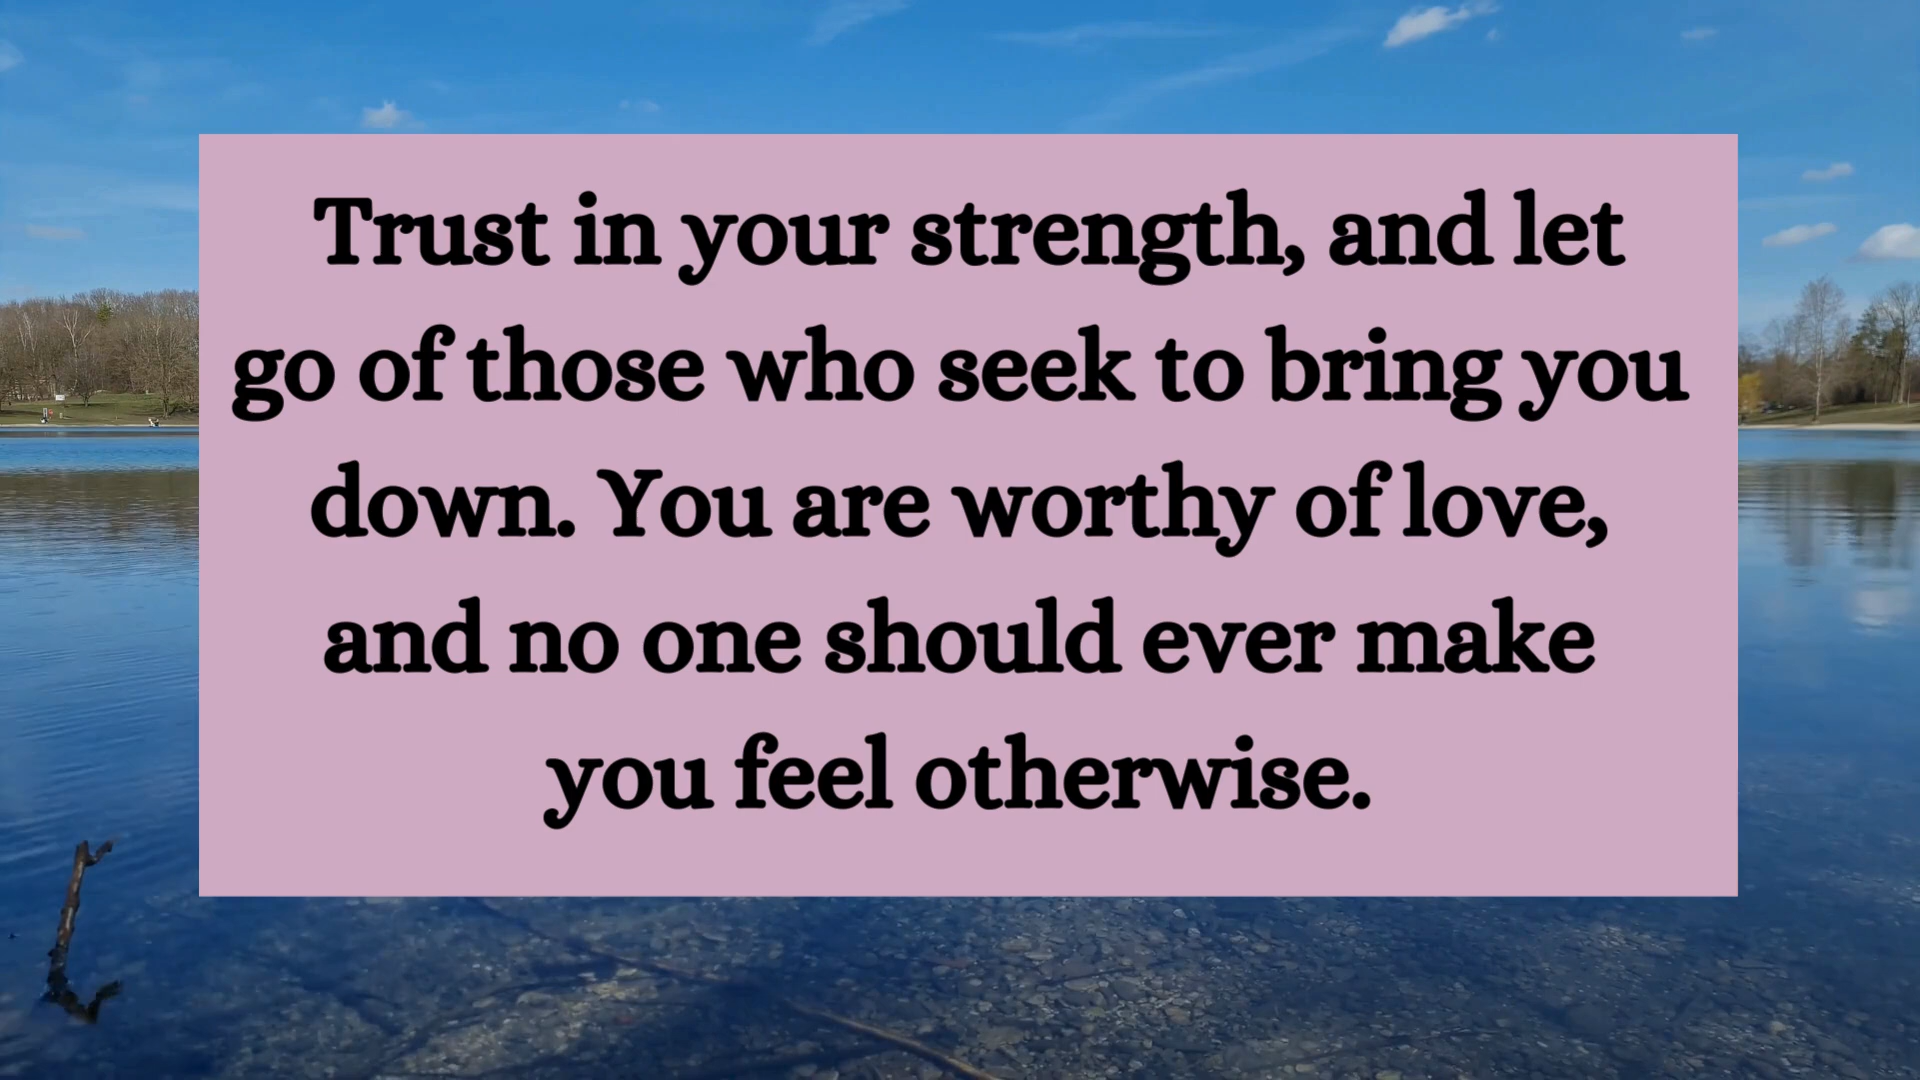 Trust in your strength, and let
go of those who seek to bring you
down. You are worthy of love,
and no one should ever make
you feel otherwise.